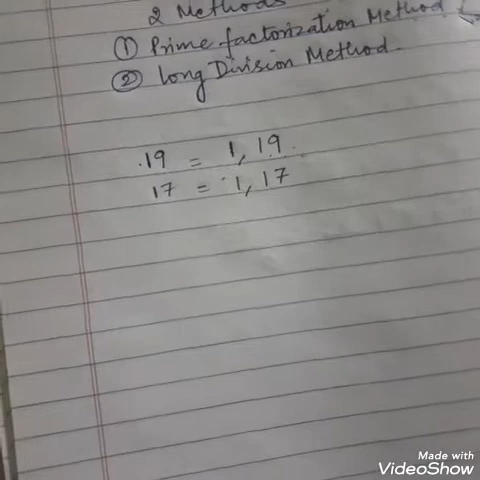 2 Methods
① Prime factorization Method
② Long Division Method.
19 = 1, 19.
17 = 1, 17
Made with
VideoShow